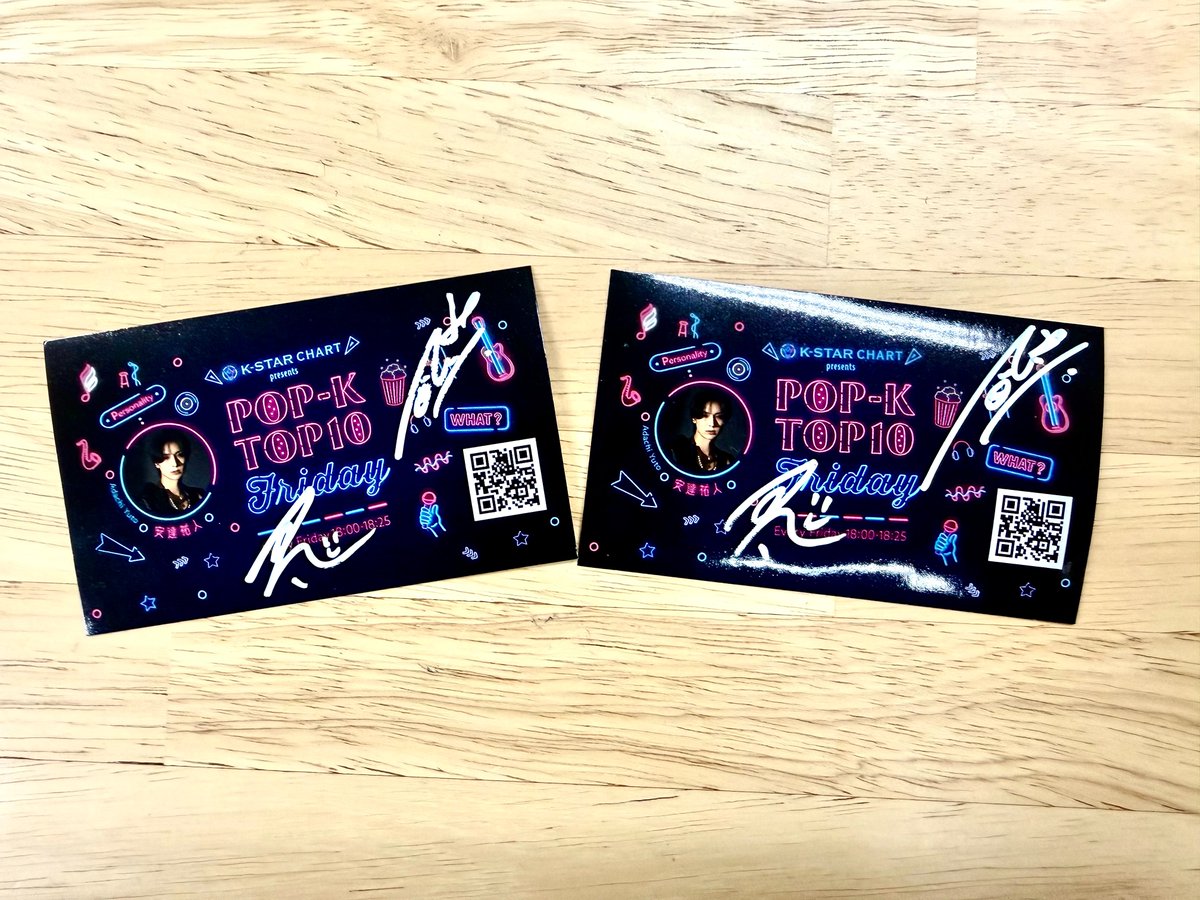 K-STAR CHART
presents
POP-K
TOP10
Friday
Friday 18:00-18:25
Personality
Adachi Yuto
安達祐人
WHAT?
K-STAR CHART
presents
POP-K
TOP10
Friday
Every Friday 18:00-18:25
Personality
Adachi Yuto
安達祐人
WHAT?